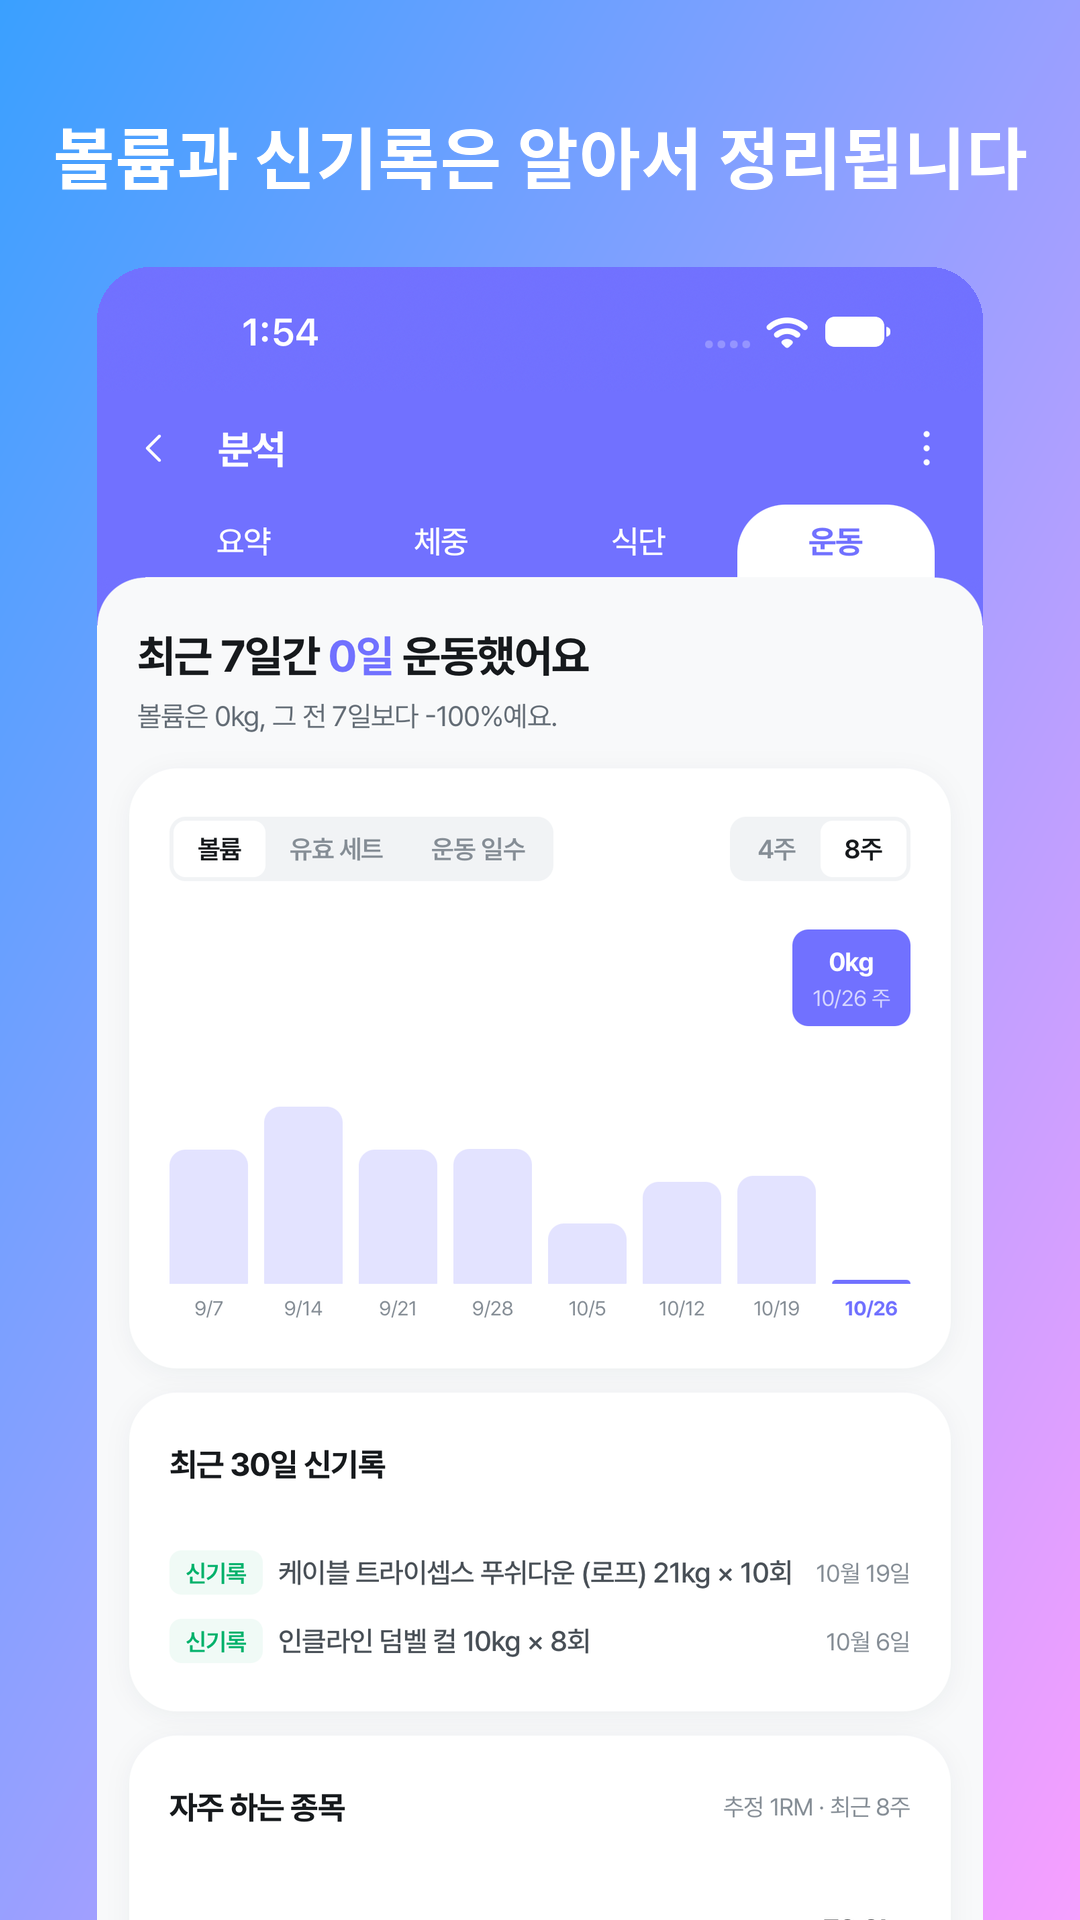 볼륨과 신기록은 알아서 정리됩니다
1:54
분석
요약 체중 식단 운동
최근 7일간 0일 운동했어요
볼륨은 0kg, 그 전 7일보다 -100%예요.
볼륨 유효 세트 운동 일수 4주 8주
0kg
10/26 주
9/7 9/14 9/21 9/28 10/5 10/12 10/19 10/26
최근 30일 신기록
신기록 케이블 트라이셉스 푸쉬다운 (로프) 21kg × 10회 10월 19일
신기록 인클라인 덤벨 컬 10kg × 8회 10월 6일
자주 하는 종목 추정 1RM · 최근 8주